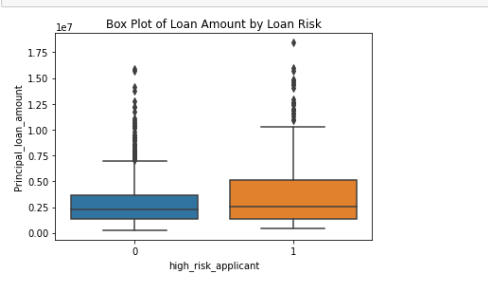 Box Plot of Loan Amount by Loan Risk
1e7
1.75
1.50
1.25
1.00
0.75
0.50
0.25
0.00
Principal_loan_amount
0 1
high_risk_applicant